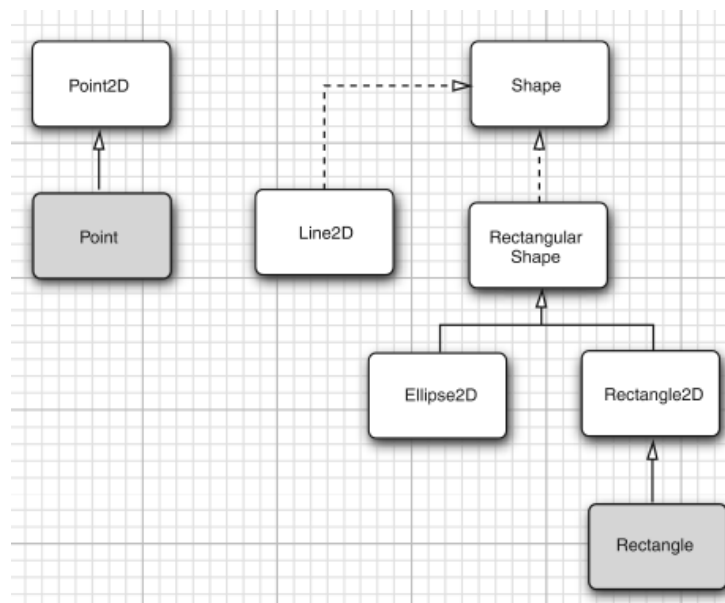 Point2D
Shape
Point
Line2D
Rectangular
Shape
Ellipse2D
Rectangle2D
Rectangle